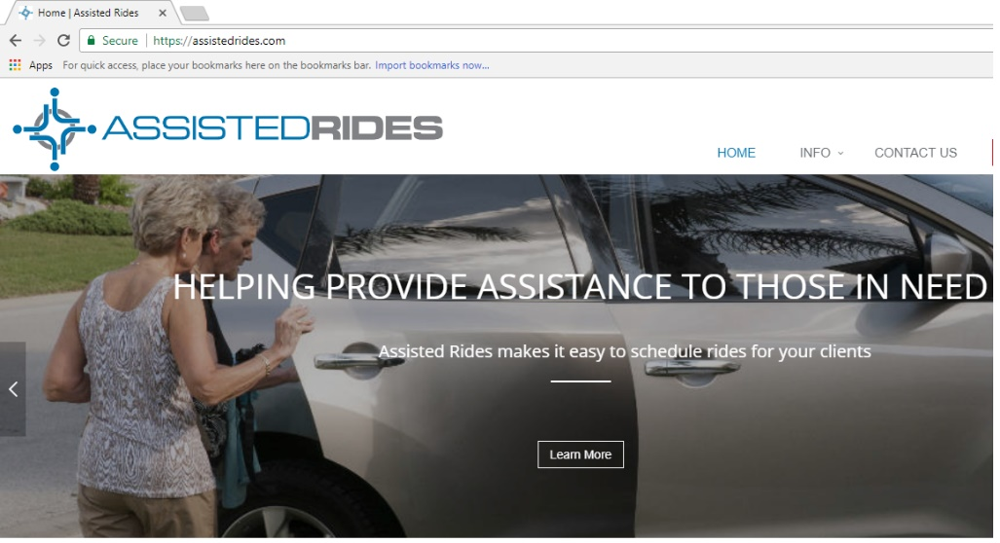 Home | Assisted Rides
Secure | https://assistedrides.com
Apps For quick access, place your bookmarks here on the bookmarks bar. Import bookmarks now...
ASSISTEDRIDES
HOME INFO CONTACT US
HELPING PROVIDE ASSISTANCE TO THOSE IN NEED
Assisted Rides makes it easy to schedule rides for your clients
Learn More